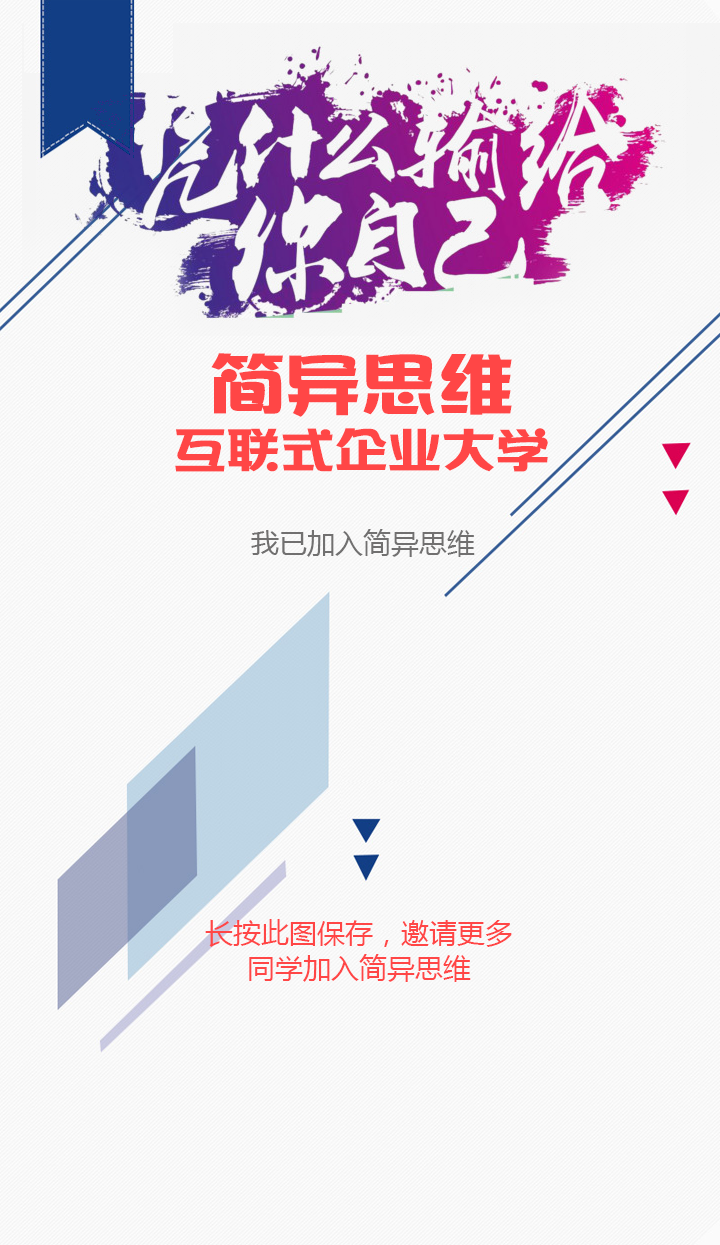 凭什么输给
你自己
简异思维
互联式企业大学
我已加入简异思维
长按此图保存，邀请更多
同学加入简异思维